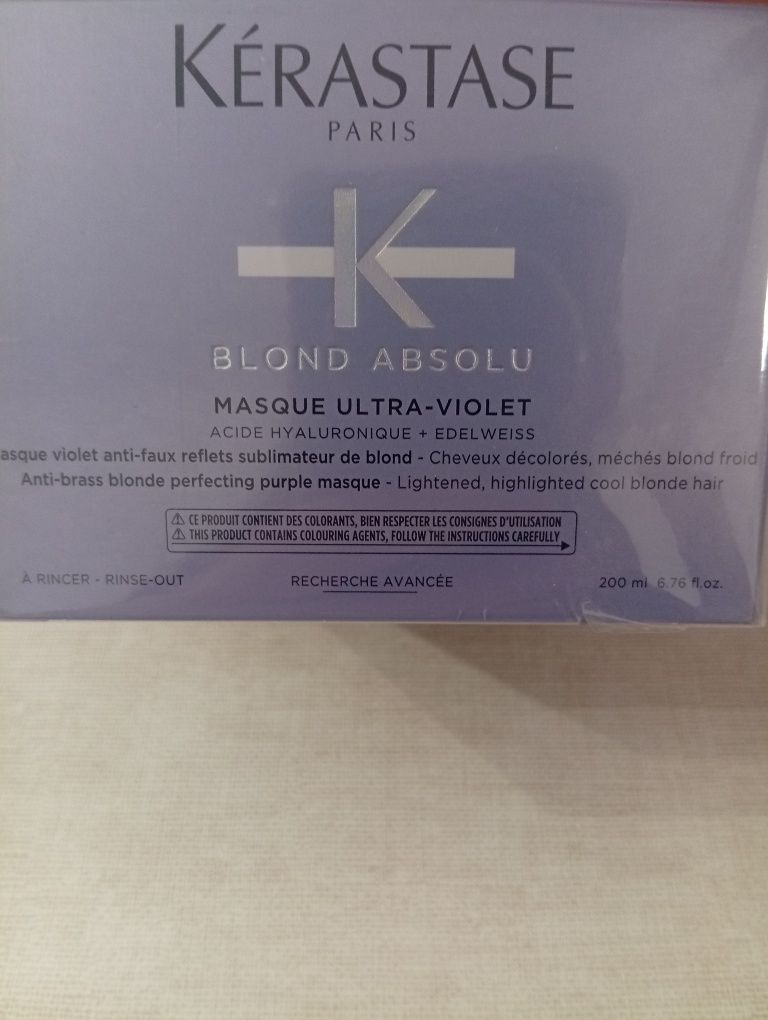 KÉRASTASE
PARIS
K
BLOND ABSOLU
MASQUE ULTRA-VIOLET
ACIDE HYALURONIQUE + EDELWEISS
asque violet anti-faux reflets sublimateur de blond - Cheveux décolorés, méchés blond froid
Anti-brass blonde perfecting purple masque - Lightened, highlighted cool blonde hair
CE PRODUIT CONTIENT DES COLORANTS, BIEN RESPECTER LES CONSIGNES D'UTILISATION
THIS PRODUCT CONTAINS COLOURING AGENTS, FOLLOW THE INSTRUCTIONS CAREFULLY
À RINCER - RINSE-OUT RECHERCHE AVANCÉE 200 ml 6.76 fl.oz.